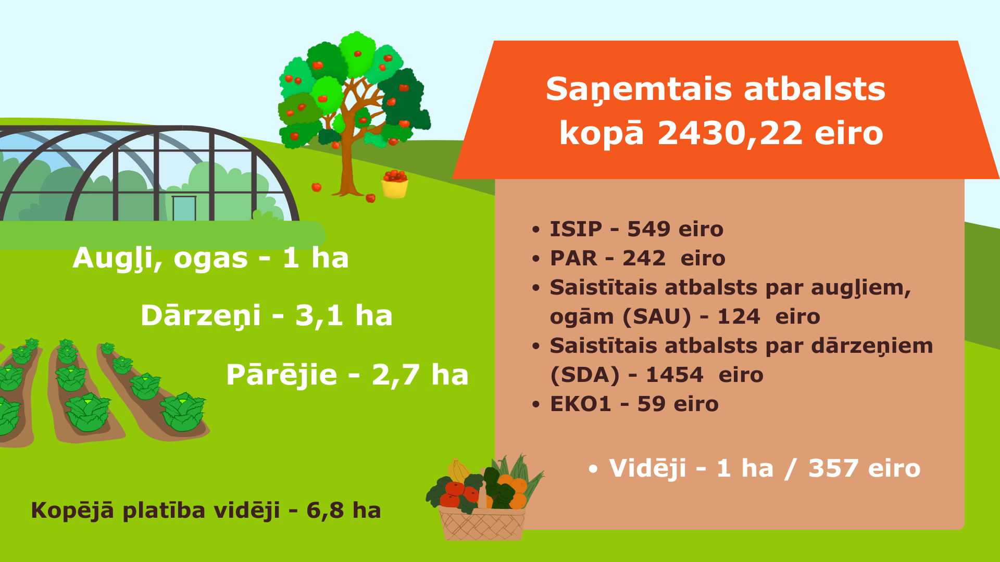 Saņemtais atbalsts
kopā 2430,22 eiro
Augļi, ogas – 1 ha
Dārzeņi – 3,1 ha
Pārējie – 2,7 ha
Kopējā platība vidēji – 6,8 ha
• ISIP – 549 eiro
• PAR – 242 eiro
• Saistītais atbalsts par augļiem,
ogām (SAU) – 124 eiro
• Saistītais atbalsts par dārzeņiem
(SDA) – 1454 eiro
• EKO1 – 59 eiro
• Vidēji – 1 ha / 357 eiro